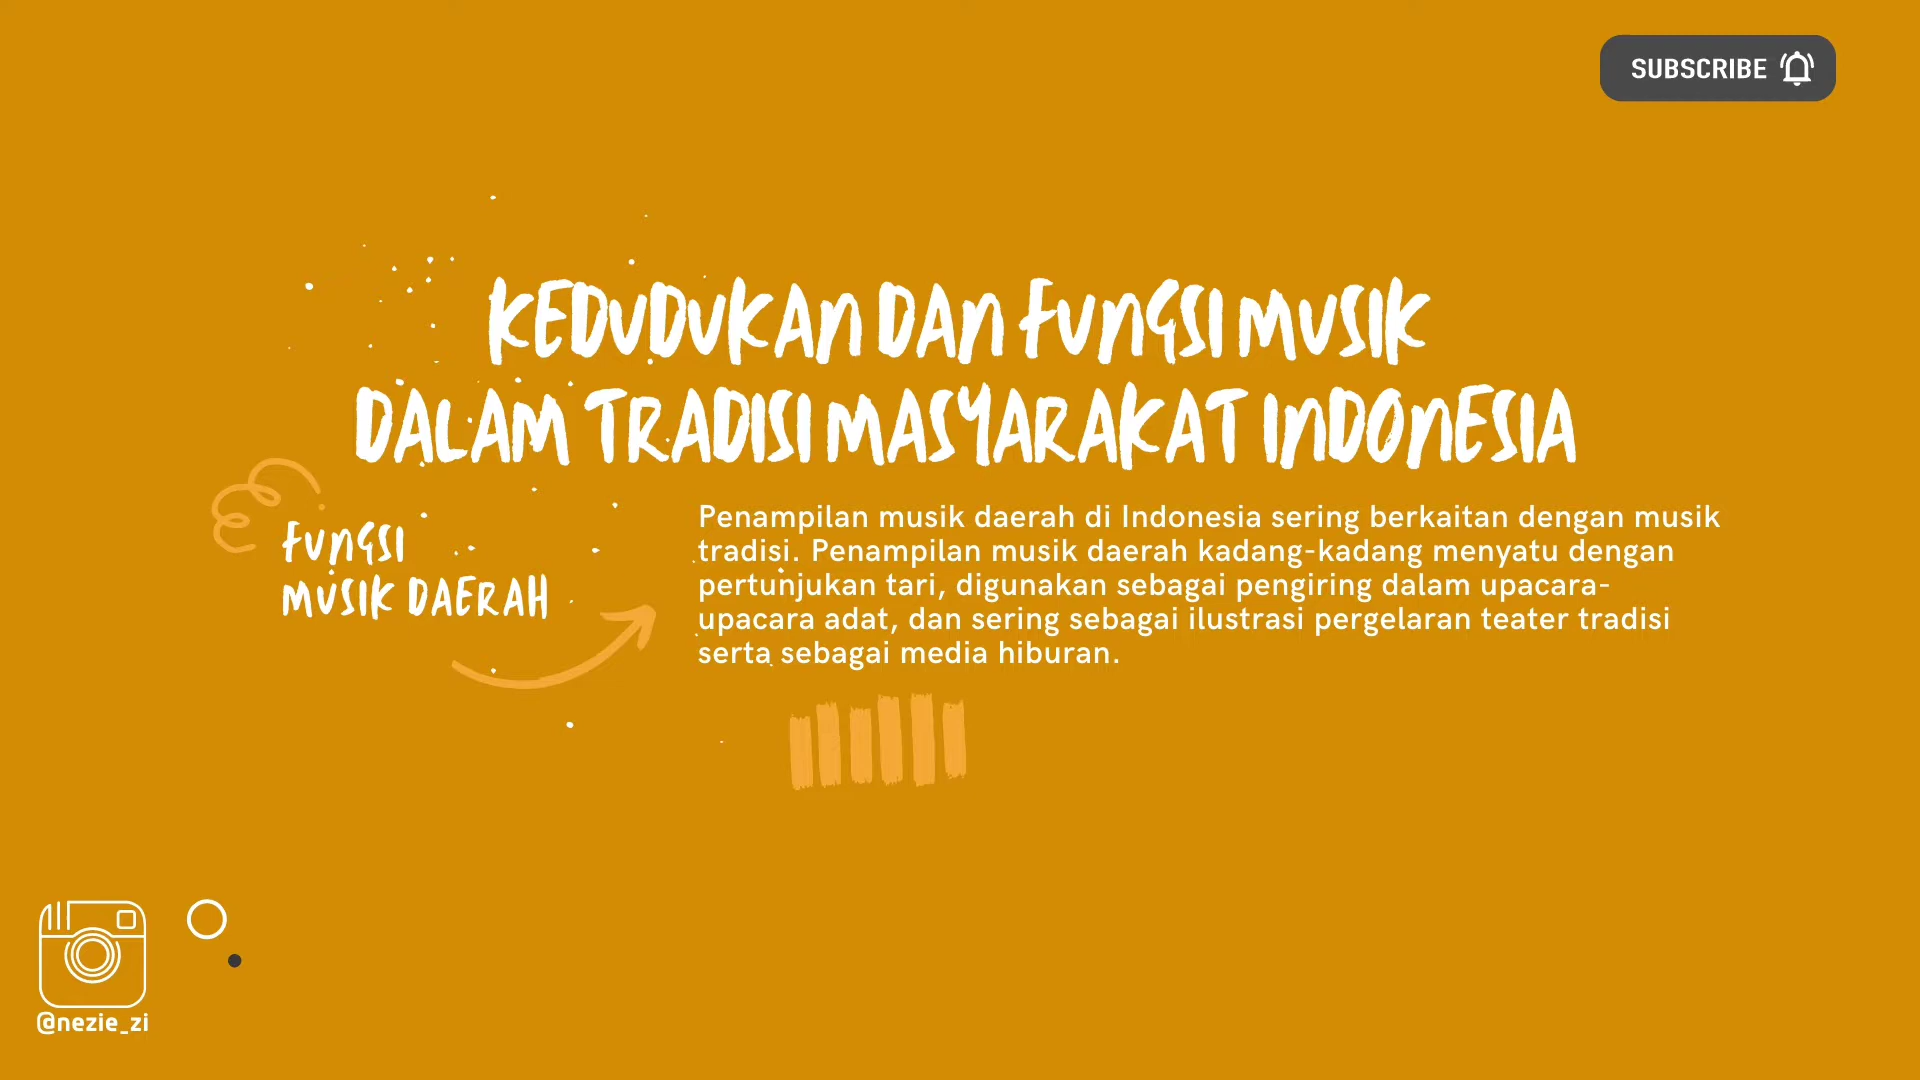 SUBSCRIBE
KEDUDUKAN DAN FUNGSI MUSIK
DALAM TRADISI MASYARAKAT INDONESIA
FUNGSI
MUSIK DAERAH
Penampilan musik daerah di Indonesia sering berkaitan dengan musik
tradisi. Penampilan musik daerah kadang-kadang menyatu dengan
pertunjukan tari, digunakan sebagai pengiring dalam upacara-
upacara adat, dan sering sebagai ilustrasi pergelaran teater tradisi
serta sebagai media hiburan.
@nezie_zi